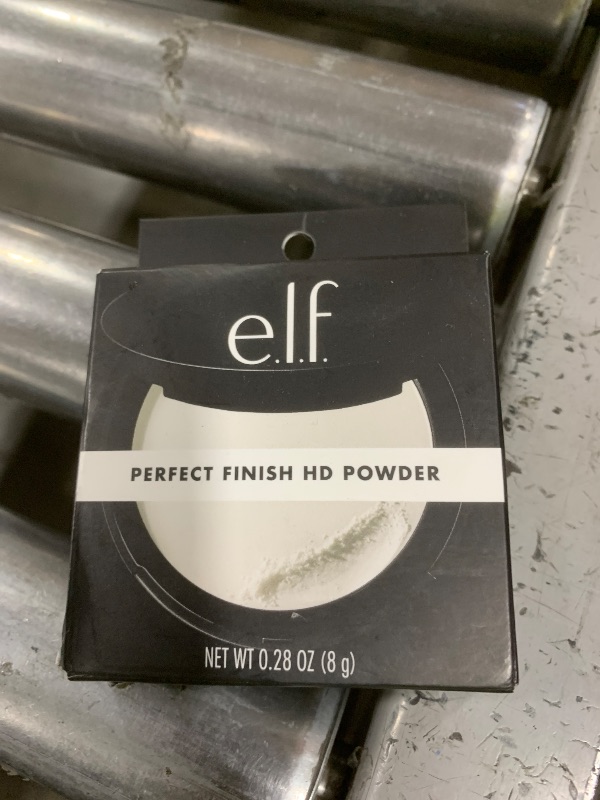 e.l.f.
PERFECT FINISH HD POWDER
NET WT 0.28 OZ (8 g)